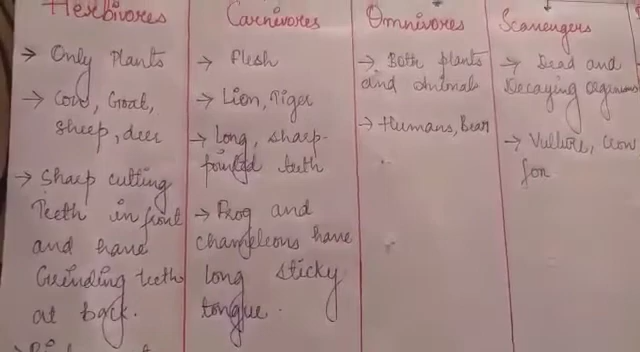 Herbivores
→ Only Plants
→ Cow, Goat,
Sheep, deer
→ Sharp cutting
Teeth in front
and have
Grinding teeth
at back.
Carnivores
→ Flesh
→ Lion, Tiger
→ Long, sharp-
pointed teeth
→ Frog and
chameleons have
long sticky
tongue.
Omnivores
→ Both plants
and animals
→ Humans, Bear
Scavengers
→ Dead and
Decaying organisms
→ Vulture, crow